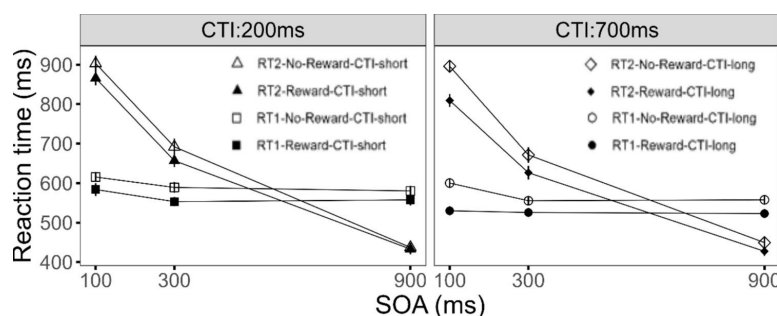 CTI:200ms
CTI:700ms
Reaction time (ms)
900
800
700
600
500
400
RT2-No-Reward-CTI-short
RT2-Reward-CTI-short
RT1-No-Reward-CTI-short
RT1-Reward-CTI-short
RT2-No-Reward-CTI-long
RT2-Reward-CTI-long
RT1-No-Reward-CTI-long
RT1-Reward-CTI-long
100 300 900
100 300 900
SOA (ms)